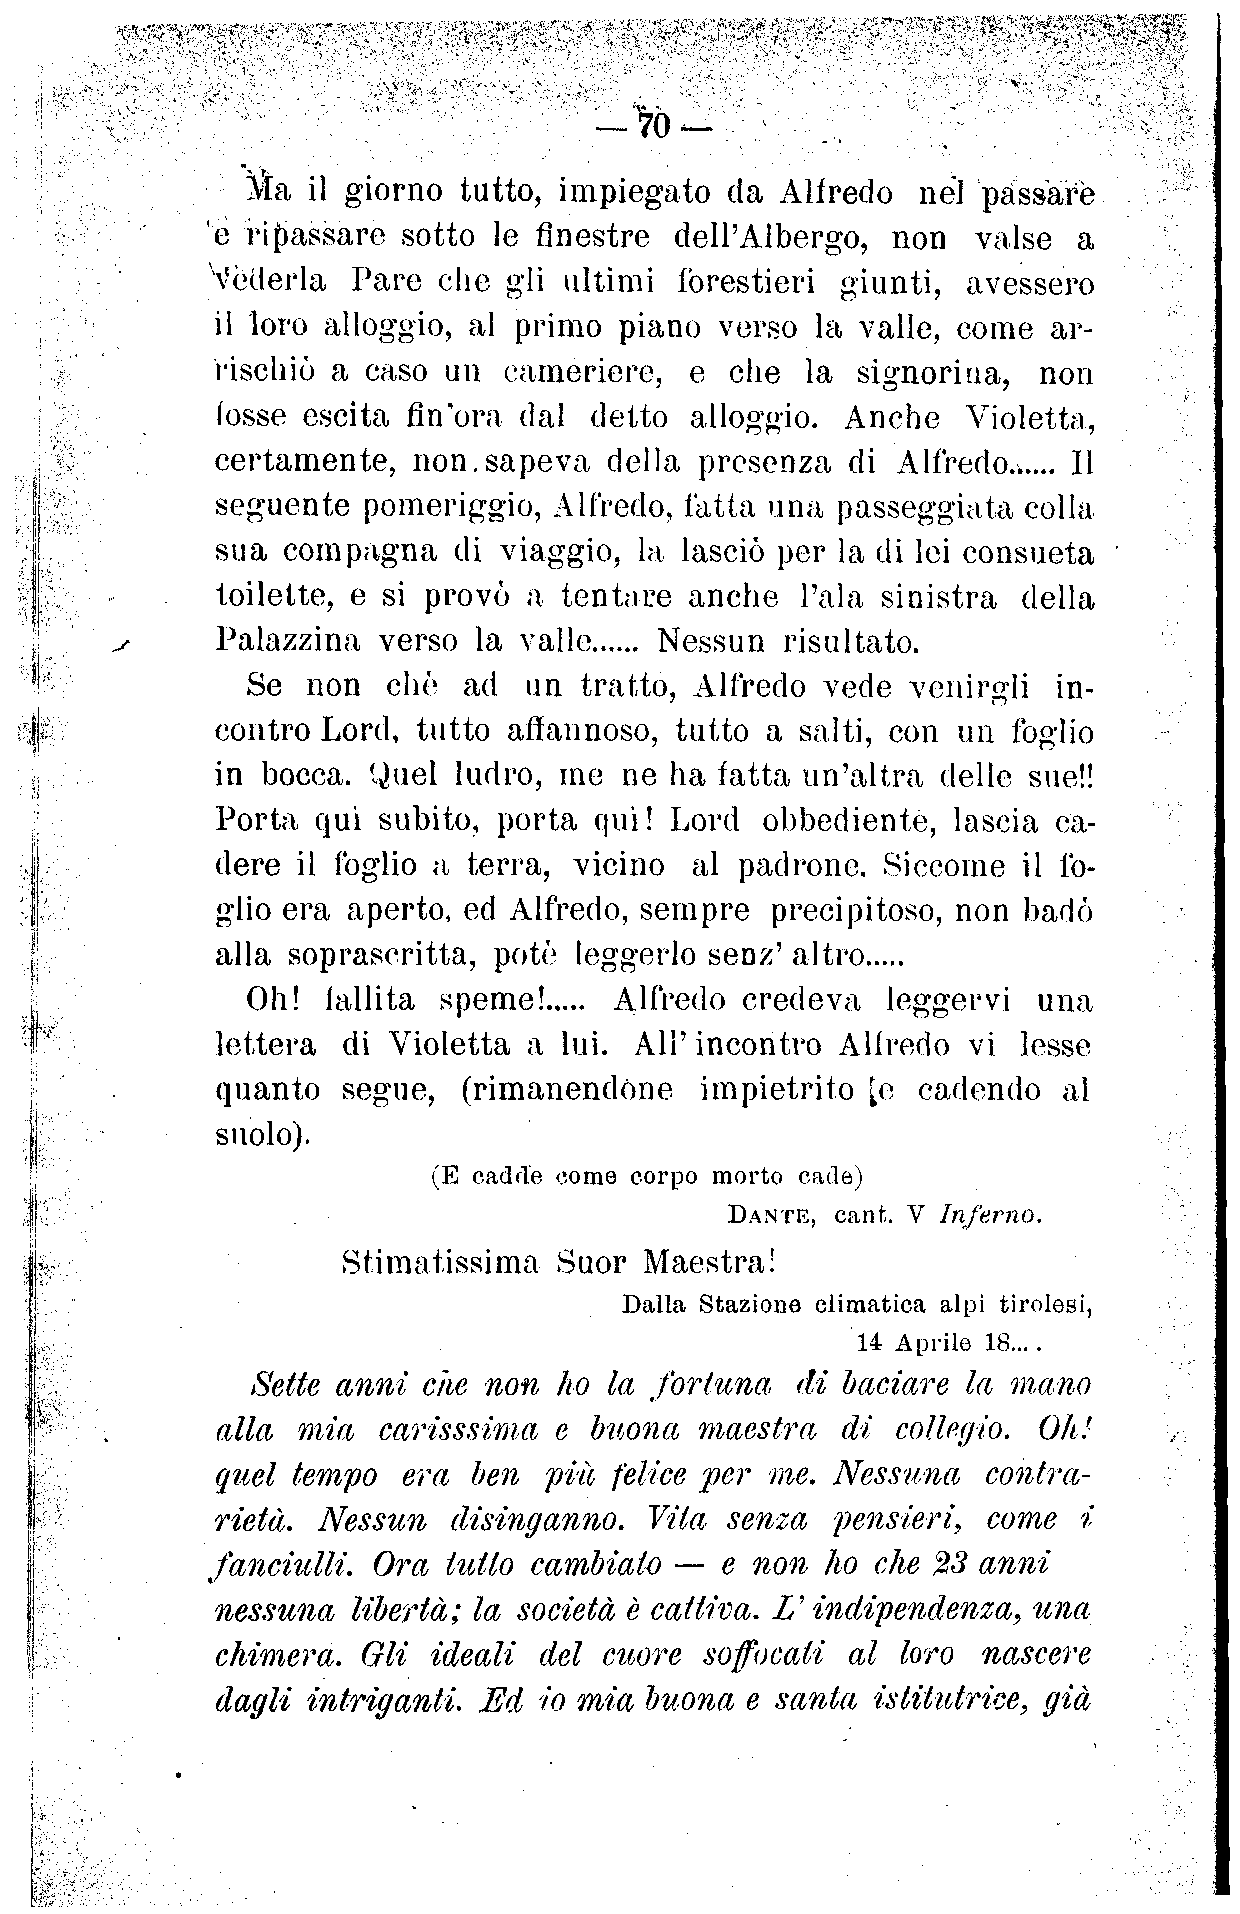 — 70 —
Ma il giorno tutto, impiegato da Alfredo nel passare
e ripassare sotto le finestre dell'Albergo, non valse a
vederla Pare che gli ultimi forestieri giunti, avessero
il loro alloggio, al primo piano verso la valle, come ar-
rischiò a caso un cameriere, e che la signorina, non
fosse escita fin'ora dal detto alloggio. Anche Violetta,
certamente, non sapeva della presenza di Alfredo...... Il
seguente pomeriggio, Alfredo, fatta una passeggiata colla
sua compagna di viaggio, la lasciò per la di lei consueta
toilette, e si provò a tentare anche l'ala sinistra della
Palazzina verso la valle...... Nessun risultato.
Se non chè ad un tratto, Alfredo vede venirgli in-
contro Lord, tutto affannoso, tutto a salti, con un foglio
in bocca. Quel ludro, me ne ha fatta un'altra delle sue!!
Porta qui subito, porta qui! Lord obbediente, lascia ca-
dere il foglio a terra, vicino al padrone. Siccome il fo-
glio era aperto, ed Alfredo, sempre precipitoso, non badò
alla soprascritta, potè leggerlo senz' altro.....
Oh! fallita speme!..... Alfredo credeva leggervi una
lettera di Violetta a lui. All' incontro Alfredo vi lesse
quanto segue, (rimanendone impietrito [e cadendo al
suolo).
(E cadde come corpo morto cade)
DANTE, cant. V Inferno.
Stimatissima Suor Maestra!
Dalla Stazione climatica alpi tirolesi,
14 Aprile 18....
Sette anni che non ho la fortuna di baciare la mano
alla mia carisssima e buona maestra di collegio. Oh!
quel tempo era ben più felice per me. Nessuna contra-
rietà. Nessun disinganno. Vita senza pensieri, come i
fanciulli. Ora tutto cambiato — e non ho che 23 anni
nessuna libertà; la società è cattiva. L' indipendenza, una
chimera. Gli ideali del cuore soffocati al loro nascere
dagli intriganti. Ed io mia buona e santa istitutrice, già